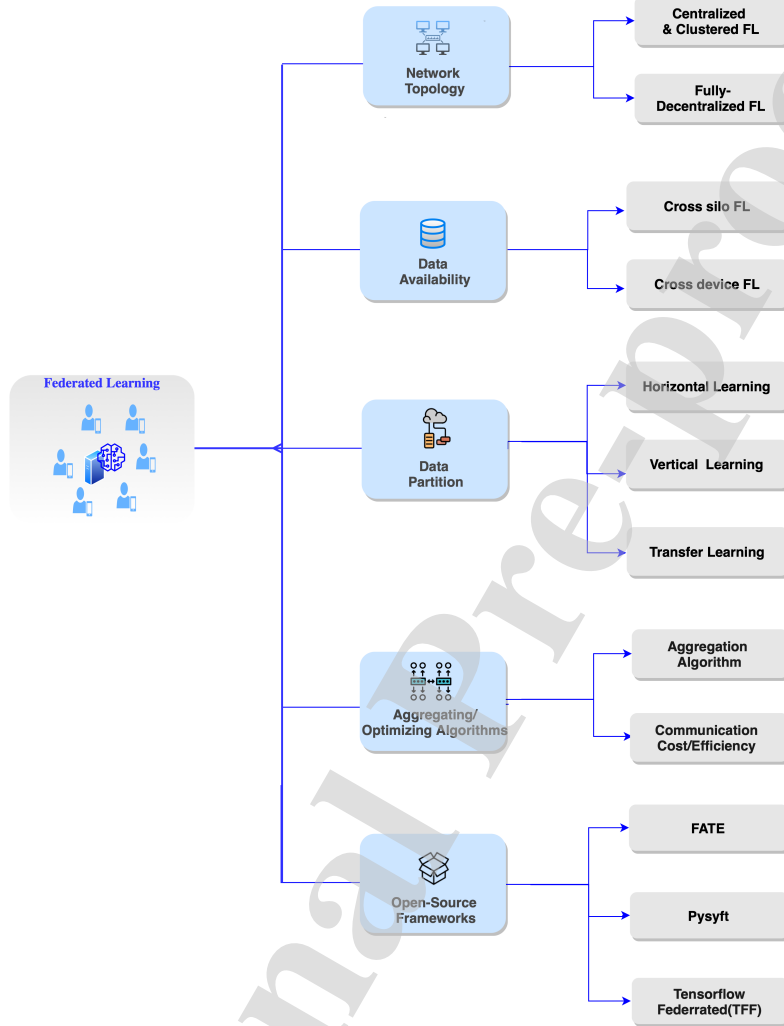 Federated Learning
Network
Topology
Centralized
& Clustered FL
Fully-
Decentralized FL
Data
Availability
Cross silo FL
Cross device FL
Data
Partition
Horizontal Learning
Vertical Learning
Transfer Learning
Aggregating/
Optimizing Algorithms
Aggregation
Algorithm
Communication
Cost/Efficiency
Open-Source
Frameworks
FATE
Pysyft
Tensorflow
Federrated(TFF)